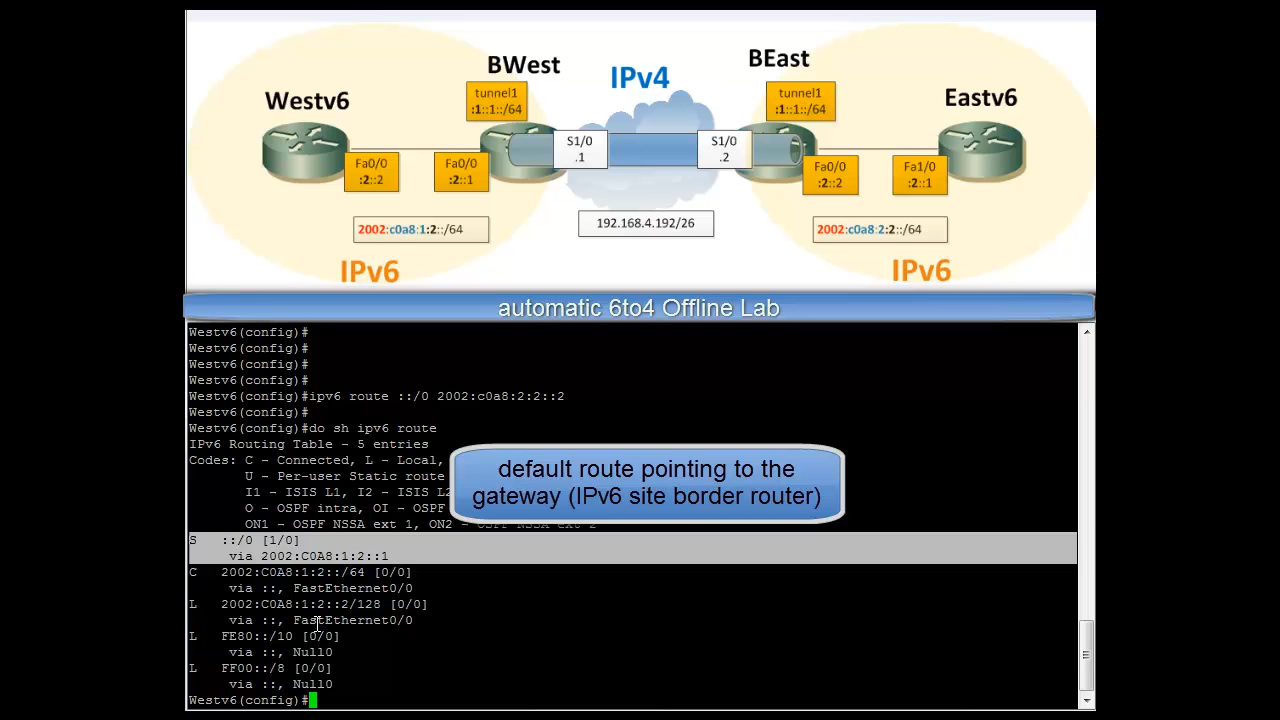 BWest
BEast
IPv4
Westv6
Eastv6
tunnel1
:1::1::/64
tunnel1
:1::1::/64
S1/0
.1
S1/0
.2
Fa0/0
:2::2
Fa0/0
:2::1
Fa0/0
:2::2
Fa1/0
:2::1
2002:c0a8:1:2::/64
192.168.4.192/26
2002:c0a8:2:2::/64
IPv6
IPv6
automatic 6to4 Offline Lab
Westv6(config)#
Westv6(config)#
Westv6(config)#
Westv6(config)#
Westv6(config)#ipv6 route ::/0 2002:c0a8:2:2::2
Westv6(config)#
Westv6(config)#do sh ipv6 route
IPv6 Routing Table - 5 entries
Codes: C - Connected, L - Local,
U - Per-user Static route
I1 - ISIS L1, I2 - ISIS L2
O - OSPF intra, OI - OSPF
ON1 - OSPF NSSA ext 1, ON2 - OSPF NSSA ext 2
default route pointing to the
gateway (IPv6 site border router)
S ::/0 [1/0]
via 2002:C0A8:1:2::1
C 2002:C0A8:1:2::/64 [0/0]
via ::, FastEthernet0/0
L 2002:C0A8:1:2::2/128 [0/0]
via ::, FastEthernet0/0
L FE80::/10 [0/0]
via ::, Null0
L FF00::/8 [0/0]
via ::, Null0
Westv6(config)#